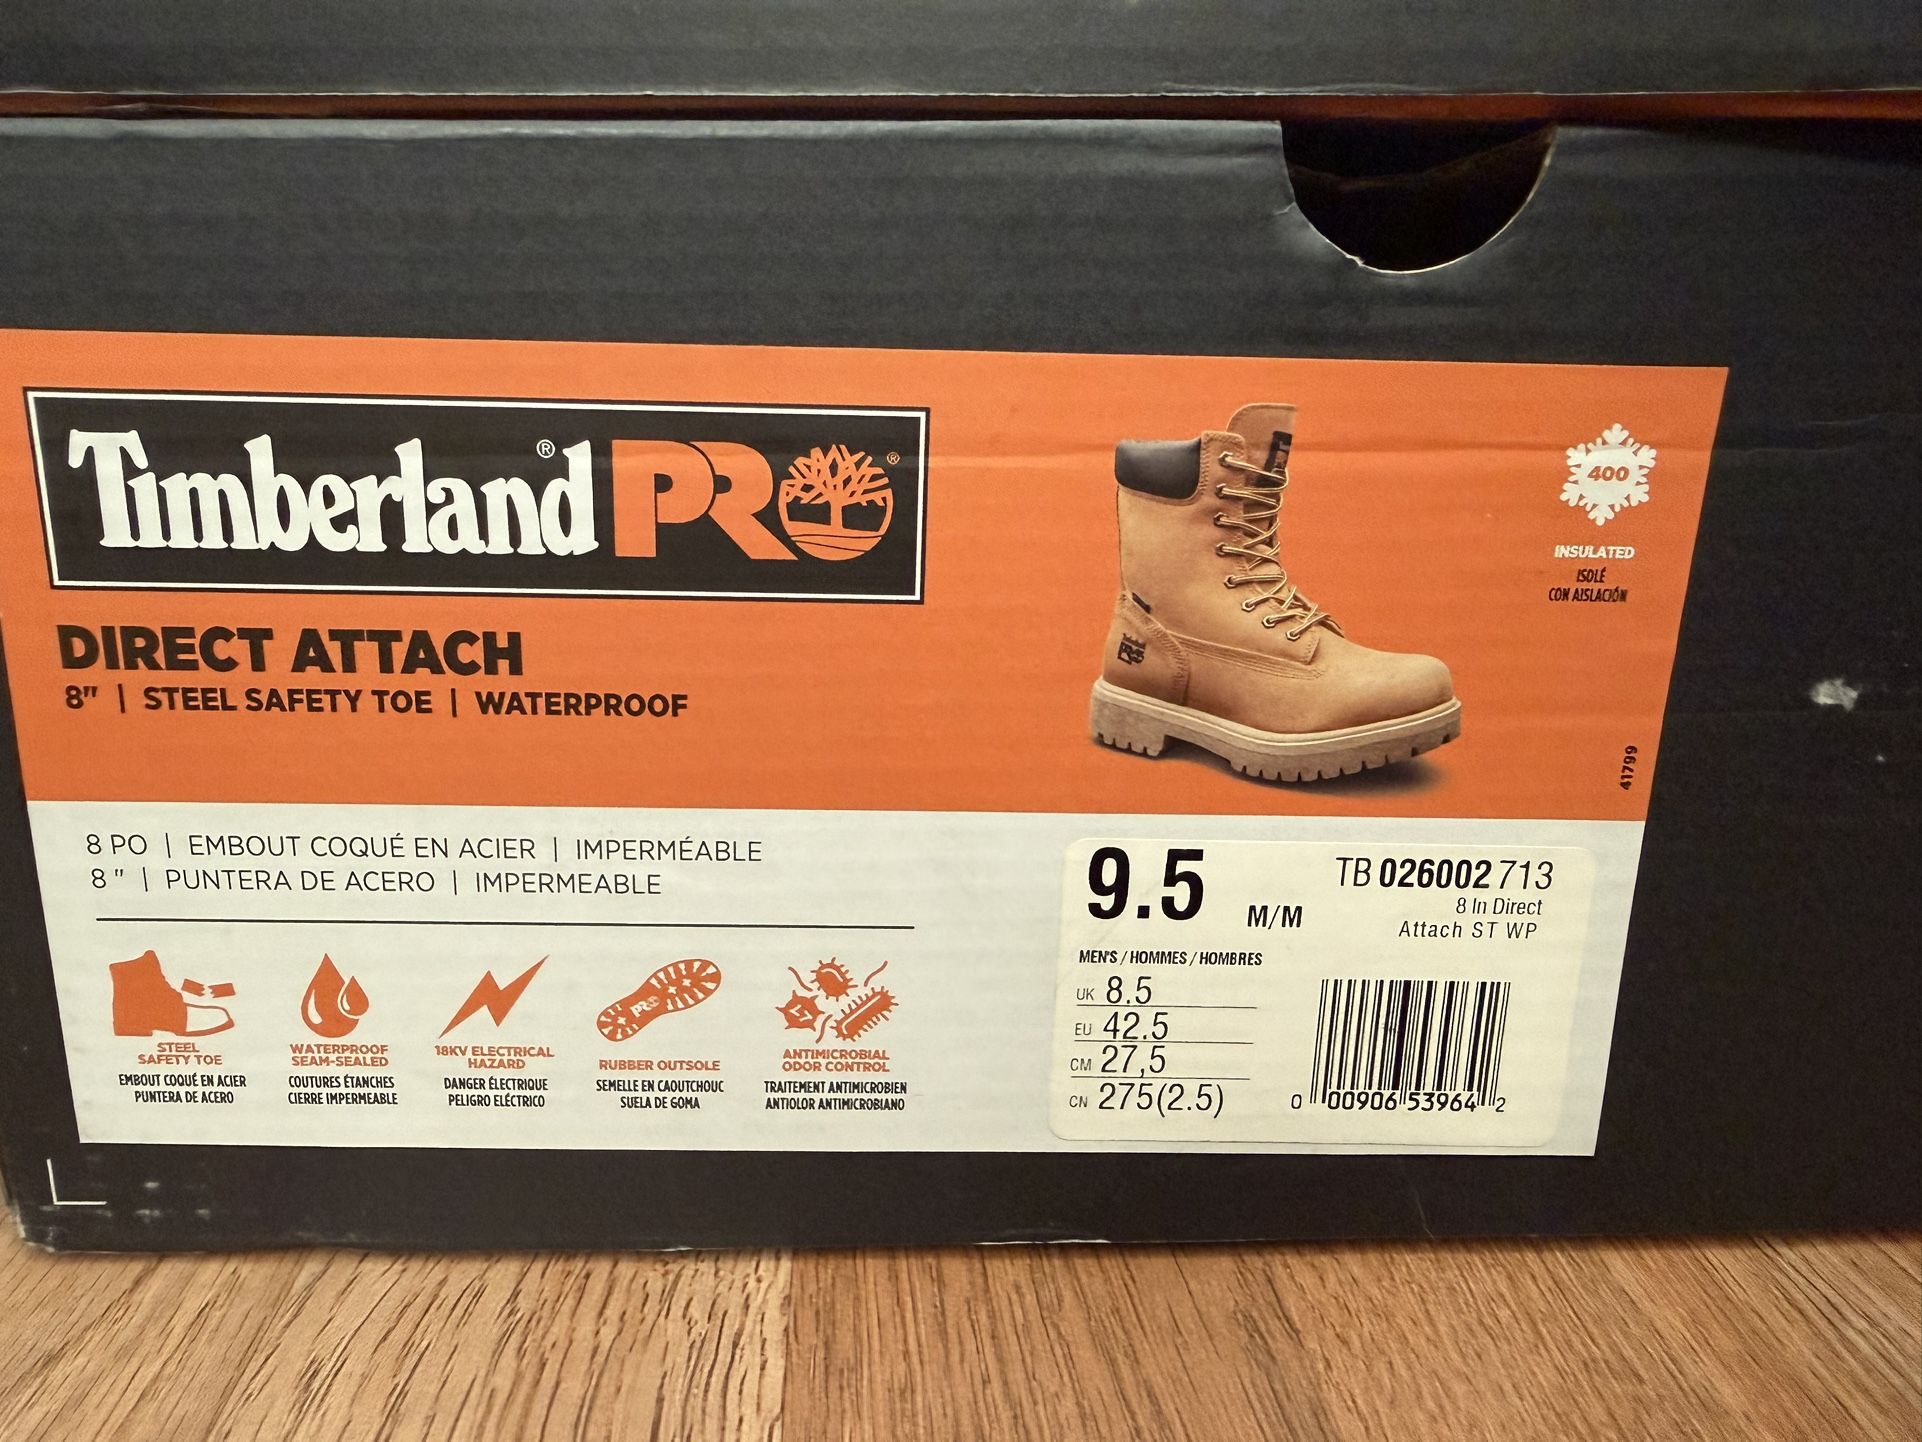 Timberland® PRO®
DIRECT ATTACH
8" | STEEL SAFETY TOE | WATERPROOF
400
INSULATED
ISOLÉ
CON AISLACIÓN
41799
8 PO | EMBOUT COQUÉ EN ACIER | IMPERMÉABLE
8" | PUNTERA DE ACERO | IMPERMEABLE
STEEL
SAFETY TOE
EMBOUT COQUÉ EN ACIER
PUNTERA DE ACERO
WATERPROOF
SEAM-SEALED
COUTURES ÉTANCHES
CIERRE IMPERMEABLE
18KV ELECTRICAL
HAZARD
DANGER ÉLECTRIQUE
PELIGRO ELÉCTRICO
PRO
RUBBER OUTSOLE
SEMELLE EN CAOUTCHOUC
SUELA DE GOMA
ANTIMICROBIAL
ODOR CONTROL
TRAITEMENT ANTIMICROBIEN
ANTIOLOR ANTIMICROBIANO
9.5 M/M
TB 026002 713
8 In Direct
Attach ST WP
MEN'S / HOMMES / HOMBRES
UK 8.5
EU 42.5
CM 27,5
CN 275(2.5)
0 00906 53964 2